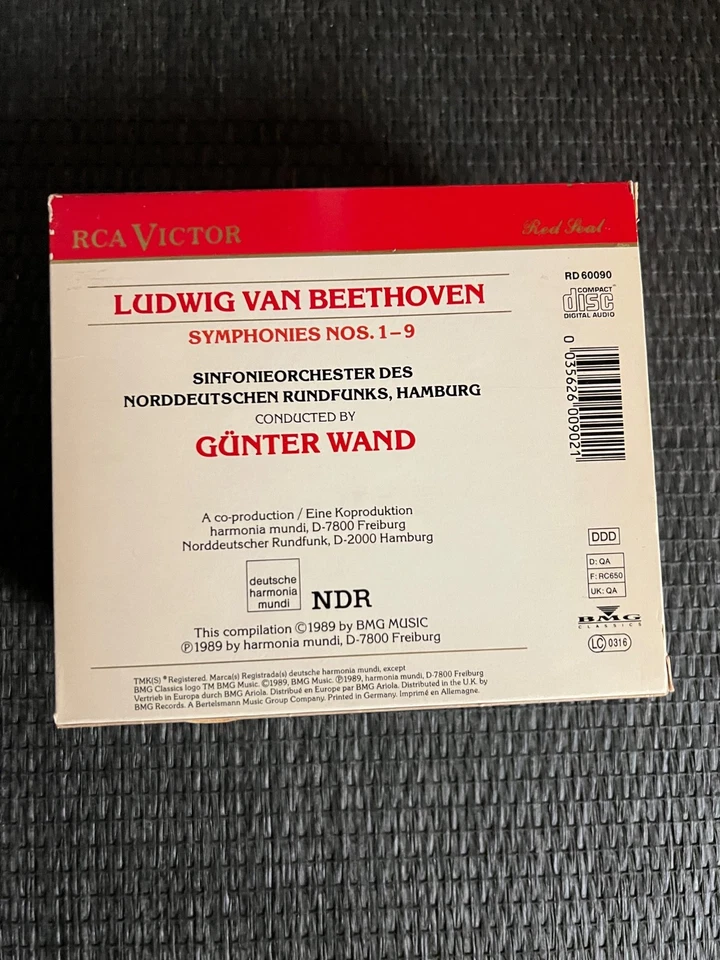 RCA VICTOR
Red Seal
RD 60090
COMPACT
disc
DIGITAL AUDIO
LUDWIG VAN BEETHOVEN
SYMPHONIES NOS. 1–9
SINFONIEORCHESTER DES
NORDDEUTSCHEN RUNDFUNKS, HAMBURG
CONDUCTED BY
GÜNTER WAND
0 035626 009021
A co-production / Eine Koproduktion
harmonia mundi, D-7800 Freiburg
Norddeutscher Rundfunk, D-2000 Hamburg
deutsche
harmonia
mundi
NDR
This compilation ©1989 by BMG MUSIC
℗1989 by harmonia mundi, D-7800 Freiburg
DDD
D: QA
F: RC650
UK: QA
BMG
CLASSICS
LC 0316
TMK(S) ® Registered. Marca(s) Registrada(s) deutsche harmonia mundi, except
BMG Classics logo TM BMG Music. ©1989, BMG Music. ℗1989, harmonia mundi, D-7800 Freiburg
Vertrieb in Europa durch BMG Ariola. Distribué en Europe par BMG Ariola. Distributed in the U.K. by
BMG Records. A Bertelsmann Music Group Company. Printed in Germany. Imprimé en Allemagne.